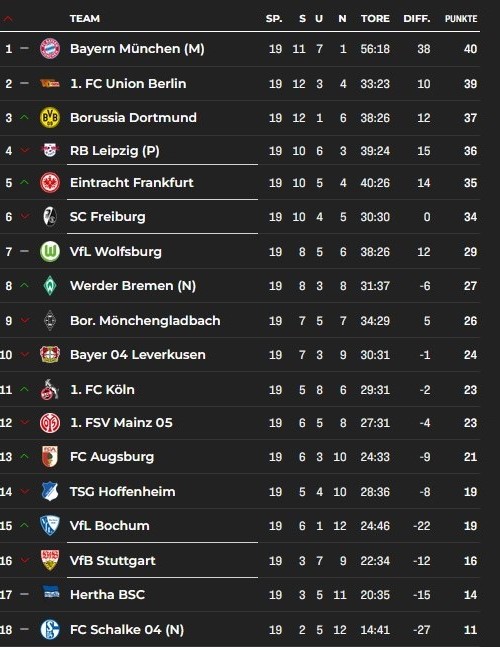 TEAM SP. S U N TORE DIFF. PUNKTE
1 Bayern München (M) 19 11 7 1 56:18 38 40
2 1. FC Union Berlin 19 12 3 4 33:23 10 39
3 Borussia Dortmund 19 12 1 6 38:26 12 37
4 RB Leipzig (P) 19 10 6 3 39:24 15 36
5 Eintracht Frankfurt 19 10 5 4 40:26 14 35
6 SC Freiburg 19 10 4 5 30:30 0 34
7 VfL Wolfsburg 19 8 5 6 38:26 12 29
8 Werder Bremen (N) 19 8 3 8 31:37 -6 27
9 Bor. Mönchengladbach 19 7 5 7 34:29 5 26
10 Bayer 04 Leverkusen 19 7 3 9 30:31 -1 24
11 1. FC Köln 19 5 8 6 29:31 -2 23
12 1. FSV Mainz 05 19 6 5 8 27:31 -4 23
13 FC Augsburg 19 6 3 10 24:33 -9 21
14 TSG Hoffenheim 19 5 4 10 28:36 -8 19
15 VfL Bochum 19 6 1 12 24:46 -22 19
16 VfB Stuttgart 19 3 7 9 22:34 -12 16
17 Hertha BSC 19 3 5 11 20:35 -15 14
18 FC Schalke 04 (N) 19 2 5 12 14:41 -27 11